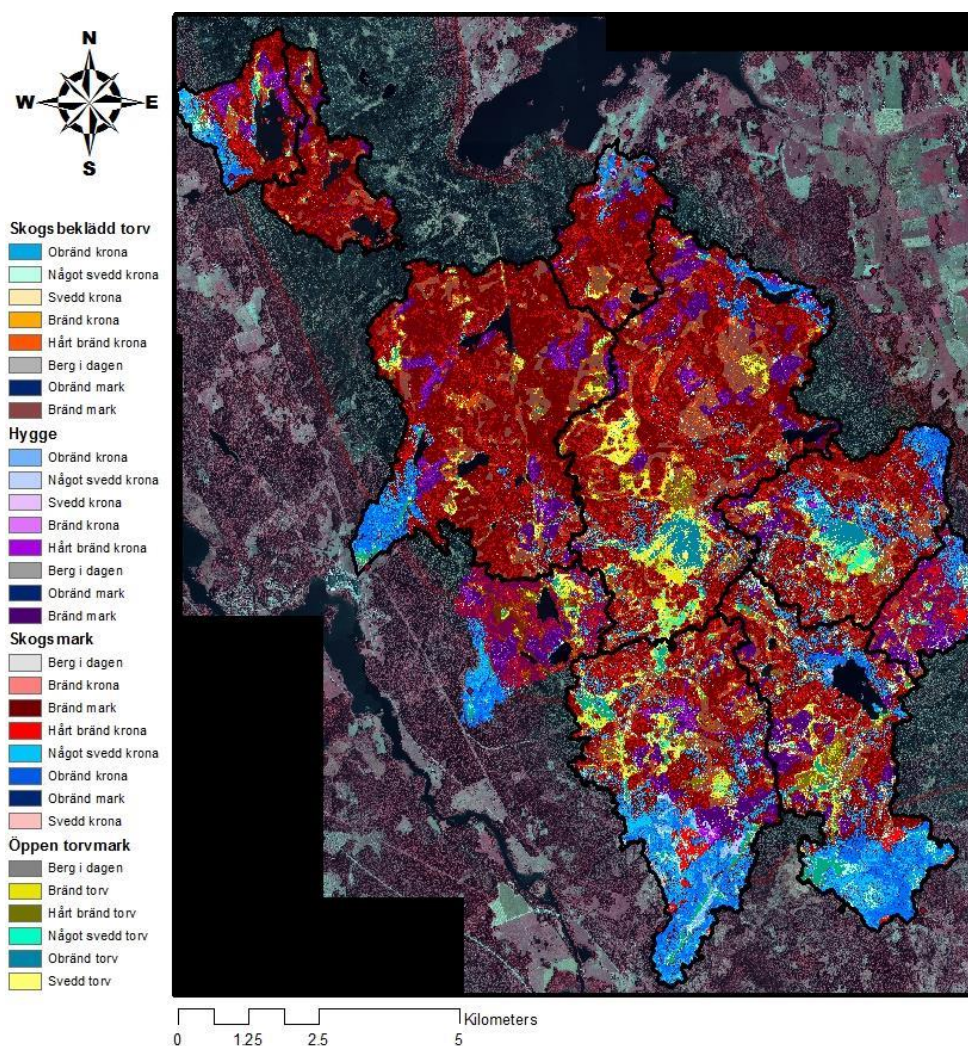 N
W E
S
Skogsbeklädd torv
Obränd krona
Något svedd krona
Svedd krona
Bränd krona
Hårt bränd krona
Berg i dagen
Obränd mark
Bränd mark
Hygge
Obränd krona
Något svedd krona
Svedd krona
Bränd krona
Hårt bränd krona
Berg i dagen
Obränd mark
Bränd mark
Skogsmark
Berg i dagen
Bränd krona
Bränd mark
Hårt bränd krona
Något svedd krona
Obränd krona
Obränd mark
Svedd krona
Öppen torvmark
Berg i dagen
Bränd torv
Hårt bränd torv
Något svedd torv
Obränd torv
Svedd torv
Kilometers
0 1.25 2.5 5